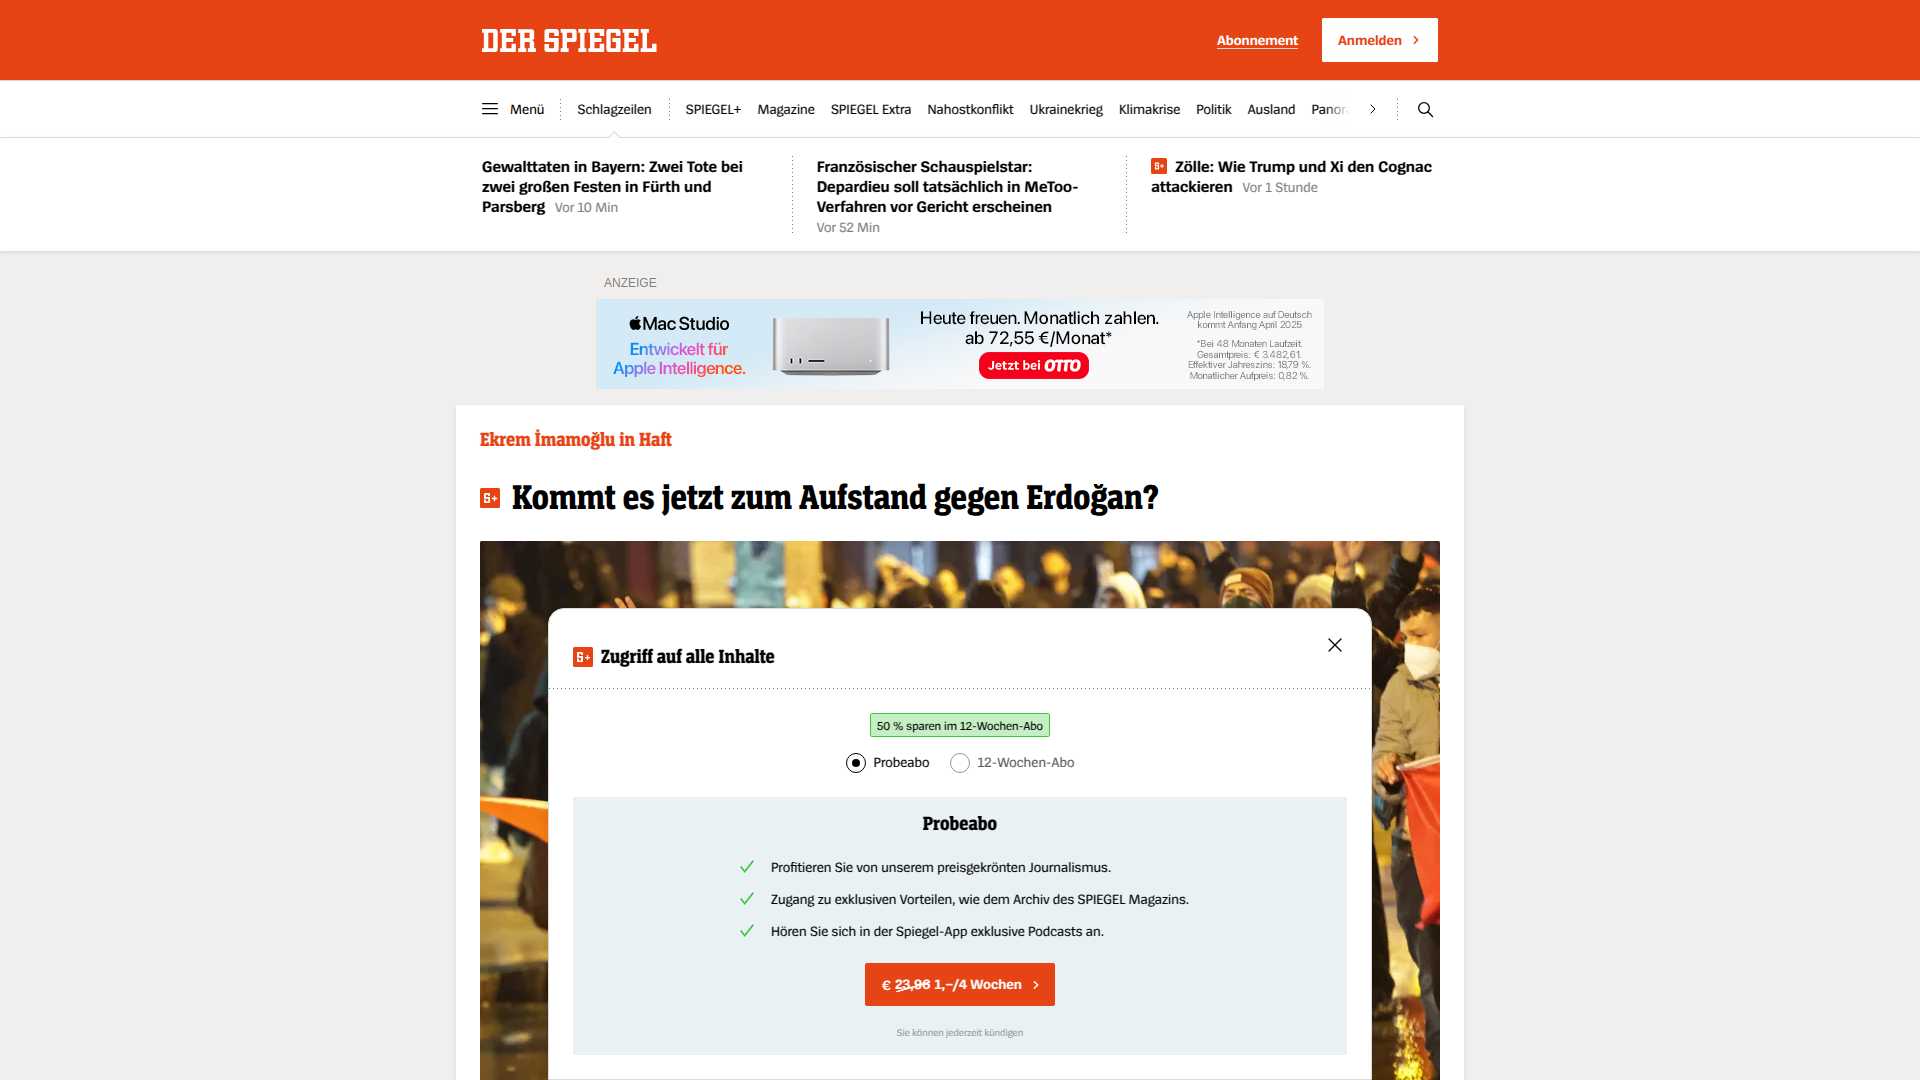 DER SPIEGEL
Abonnement
Anmelden
Menü
Schlagzeilen
SPIEGEL+
Magazine
SPIEGEL Extra
Nahostkonflikt
Ukrainekrieg
Klimakrise
Politik
Ausland
Panor
Gewalttaten in Bayern: Zwei Tote bei
zwei großen Festen in Fürth und
Parsberg Vor 10 Min
Französischer Schauspielstar:
Depardieu soll tatsächlich in MeToo-
Verfahren vor Gericht erscheinen
Vor 52 Min
S+ Zölle: Wie Trump und Xi den Cognac
attackieren Vor 1 Stunde
ANZEIGE
Mac Studio
Entwickelt für
Apple Intelligence.
Heute freuen. Monatlich zahlen.
ab 72,55 €/Monat*
Jetzt bei OTTO
Apple Intelligence auf Deutsch
kommt Anfang April 2025
*Bei 48 Monaten Laufzeit.
Gesamtpreis: € 3.482,61.
Effektiver Jahreszins: 18,79 %.
Monatlicher Aufpreis: 0,82 %.
Ekrem İmamoğlu in Haft
S+ Kommt es jetzt zum Aufstand gegen Erdoğan?
S+ Zugriff auf alle Inhalte
50 % sparen im 12-Wochen-Abo
Probeabo
12-Wochen-Abo
Probeabo
Profitieren Sie von unserem preisgekrönten Journalismus.
Zugang zu exklusiven Vorteilen, wie dem Archiv des SPIEGEL Magazins.
Hören Sie sich in der Spiegel-App exklusive Podcasts an.
€ 23,96 1,–/4 Wochen
Sie können jederzeit kündigen